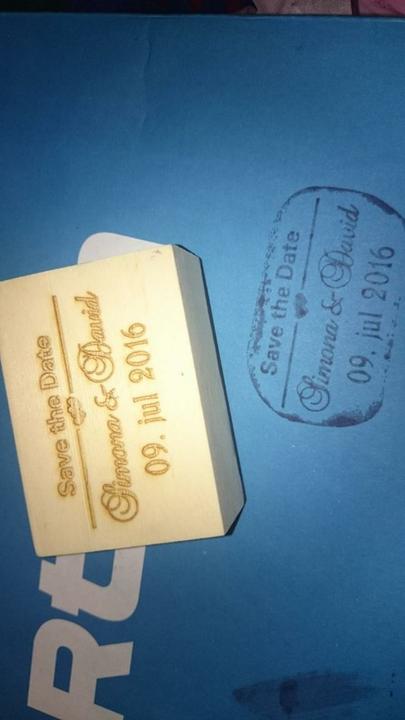 Save the Date
Simona & David
09. jul 2016
Save the Date
Simona & David
09. jul 2016